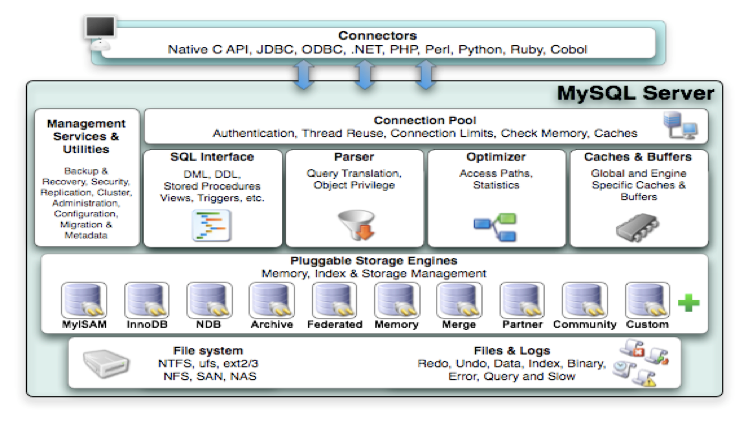 Connectors
Native C API, JDBC, ODBC, .NET, PHP, Perl, Python, Ruby, Cobol
MySQL Server
Management
Services &
Utilities
Backup &
Recovery, Security,
Replication, Cluster,
Administration,
Configuration,
Migration &
Metadata
Connection Pool
Authentication, Thread Reuse, Connection Limits, Check Memory, Caches
SQL Interface
DML, DDL,
Stored Procedures
Views, Triggers, etc.
Parser
Query Translation,
Object Privilege
Optimizer
Access Paths,
Statistics
Caches & Buffers
Global and Engine
Specific Caches &
Buffers
Pluggable Storage Engines
Memory, Index & Storage Management
MyISAM InnoDB NDB Archive Federated Memory Merge Partner Community Custom
File system
NTFS, ufs, ext2/3
NFS, SAN, NAS
Files & Logs
Redo, Undo, Data, Index, Binary,
Error, Query and Slow